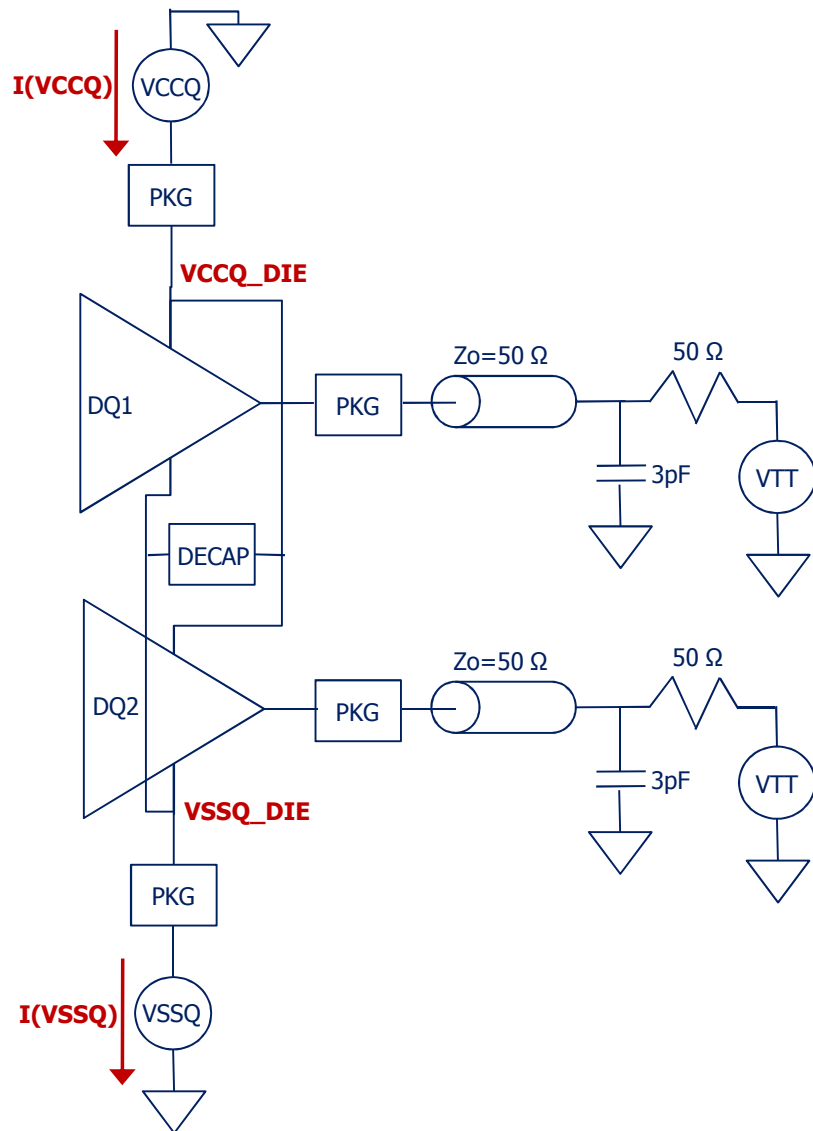 I(VCCQ)
VCCQ
PKG
VCCQ_DIE
DQ1
PKG
Zo=50 Ω
50 Ω
3pF
VTT
DECAP
DQ2
PKG
Zo=50 Ω
50 Ω
3pF
VTT
VSSQ_DIE
PKG
I(VSSQ)
VSSQ